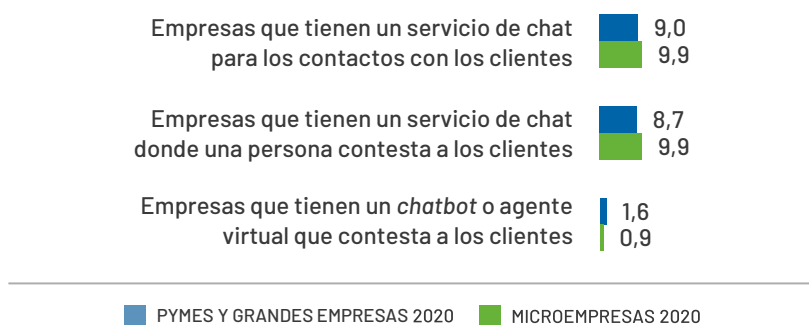 Empresas que tienen un servicio de chat
para los contactos con los clientes
9,0
9,9
Empresas que tienen un servicio de chat
donde una persona contesta a los clientes
8,7
9,9
Empresas que tienen un chatbot o agente
virtual que contesta a los clientes
1,6
0,9
PYMES Y GRANDES EMPRESAS 2020 MICROEMPRESAS 2020